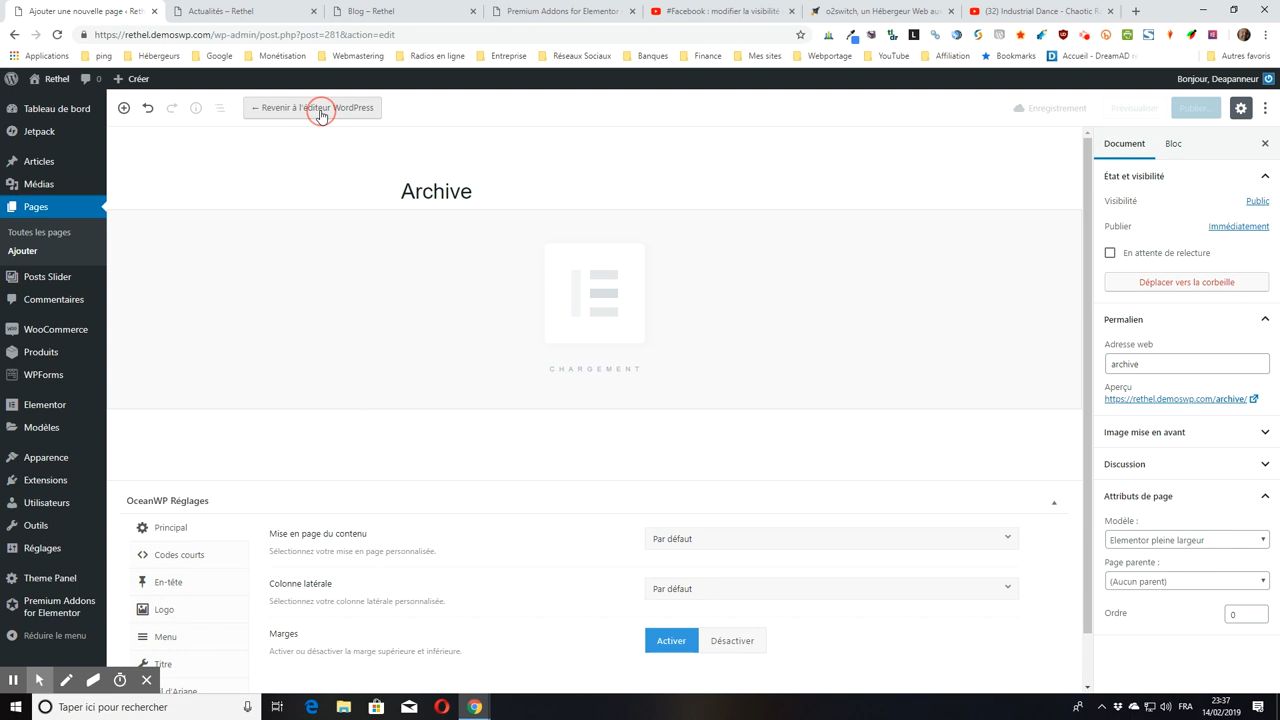 Ajouter une nouvelle page ‹ Reth
Actualités – Rethel
Blog – Rethel
Premium Addons for Elementor –
#Facebook : modifier la visibilité
o2switch, un Hébergeur Web aux
(32) Industrial Dance - Chaotic Ra
https://rethel.demoswp.com/wp-admin/post.php?post=281&action=edit
Applications
ping
Hébergeurs
Google
Monétisation
Webmastering
Radios en ligne
Entreprise
Réseaux Sociaux
Banques
Finance
Mes sites
Webportage
YouTube
Affiliation
Bookmarks
Accueil - DreamAD
Autres favoris
Rethel
0
Créer
Bonjour, Deapanneur
Tableau de bord
Jetpack
Articles
Médias
Pages
Toutes les pages
Ajouter
Posts Slider
Commentaires
WooCommerce
Produits
WPForms
Elementor
Modèles
Apparence
Extensions
Utilisateurs
Outils
Réglages
Theme Panel
Premium Addons
for Elementor
Réduire le menu
← Revenir à l'éditeur WordPress
Enregistrement
Prévisualiser
Publier...
Archive
CHARGEMENT
OceanWP Réglages
Principal
Codes courts
En-tête
Logo
Menu
Titre
Fil d'Ariane
Mise en page du contenu
Sélectionnez votre mise en page personnalisée.
Par défaut
Colonne latérale
Sélectionnez votre colonne latérale personnalisée.
Par défaut
Marges
Activer ou désactiver la marge supérieure et inférieure.
Activer
Désactiver
Document
Bloc
État et visibilité
Visibilité
Public
Publier
Immédiatement
En attente de relecture
Déplacer vers la corbeille
Permalien
Adresse web
archive
Aperçu
https://rethel.demoswp.com/archive/
Image mise en avant
Discussion
Attributs de page
Modèle :
Elementor pleine largeur
Page parente :
(Aucun parent)
Ordre
0
Taper ici pour rechercher
FRA
23:37
14/02/2019